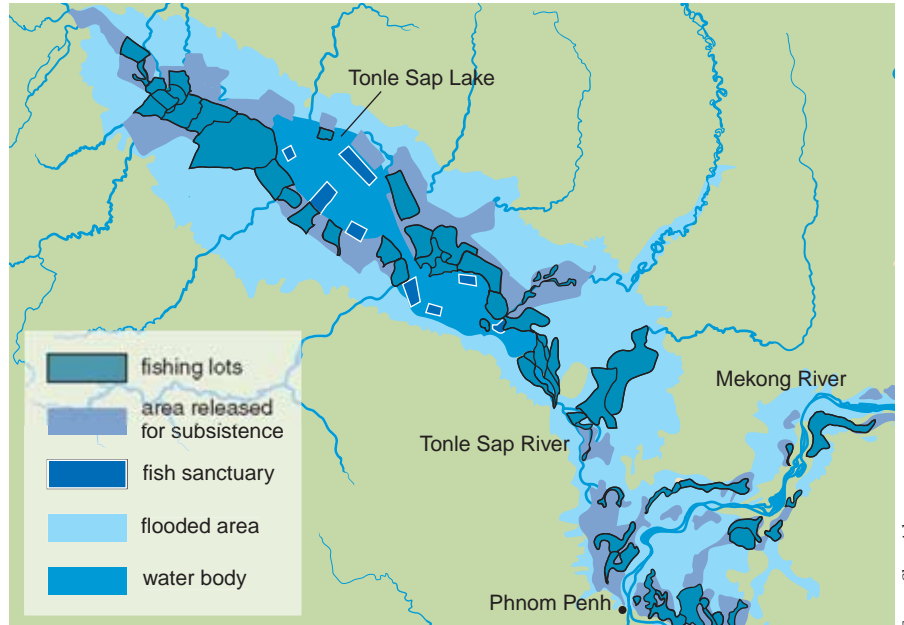 Tonle Sap Lake
Mekong River
Tonle Sap River
Phnom Penh
fishing lots
area released
for subsistence
fish sanctuary
flooded area
water body